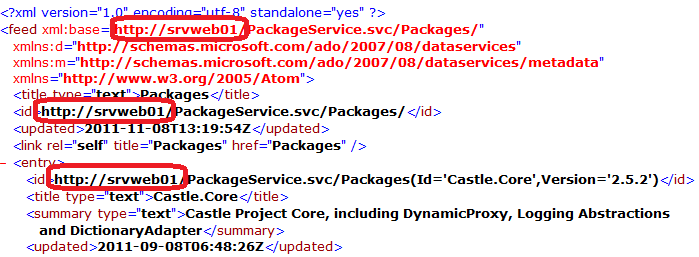 <?xml version="1.0" encoding="utf-8" standalone="yes" ?>
<feed xml:base="http://srvweb01/PackageService.svc/Packages/"
xmlns:d="http://schemas.microsoft.com/ado/2007/08/dataservices"
xmlns:m="http://schemas.microsoft.com/ado/2007/08/dataservices/metadata"
xmlns="http://www.w3.org/2005/Atom">
<title type="text">Packages</title>
<id>http://srvweb01/PackageService.svc/Packages/</id>
<updated>2011-11-08T13:19:54Z</updated>
<link rel="self" title="Packages" href="Packages" />
- <entry>
<id>http://srvweb01/PackageService.svc/Packages(Id='Castle.Core',Version='2.5.2')</id>
<title type="text">Castle.Core</title>
<summary type="text">Castle Project Core, including DynamicProxy, Logging Abstractions
and DictionaryAdapter</summary>
<updated>2011-09-08T06:48:26Z</updated>